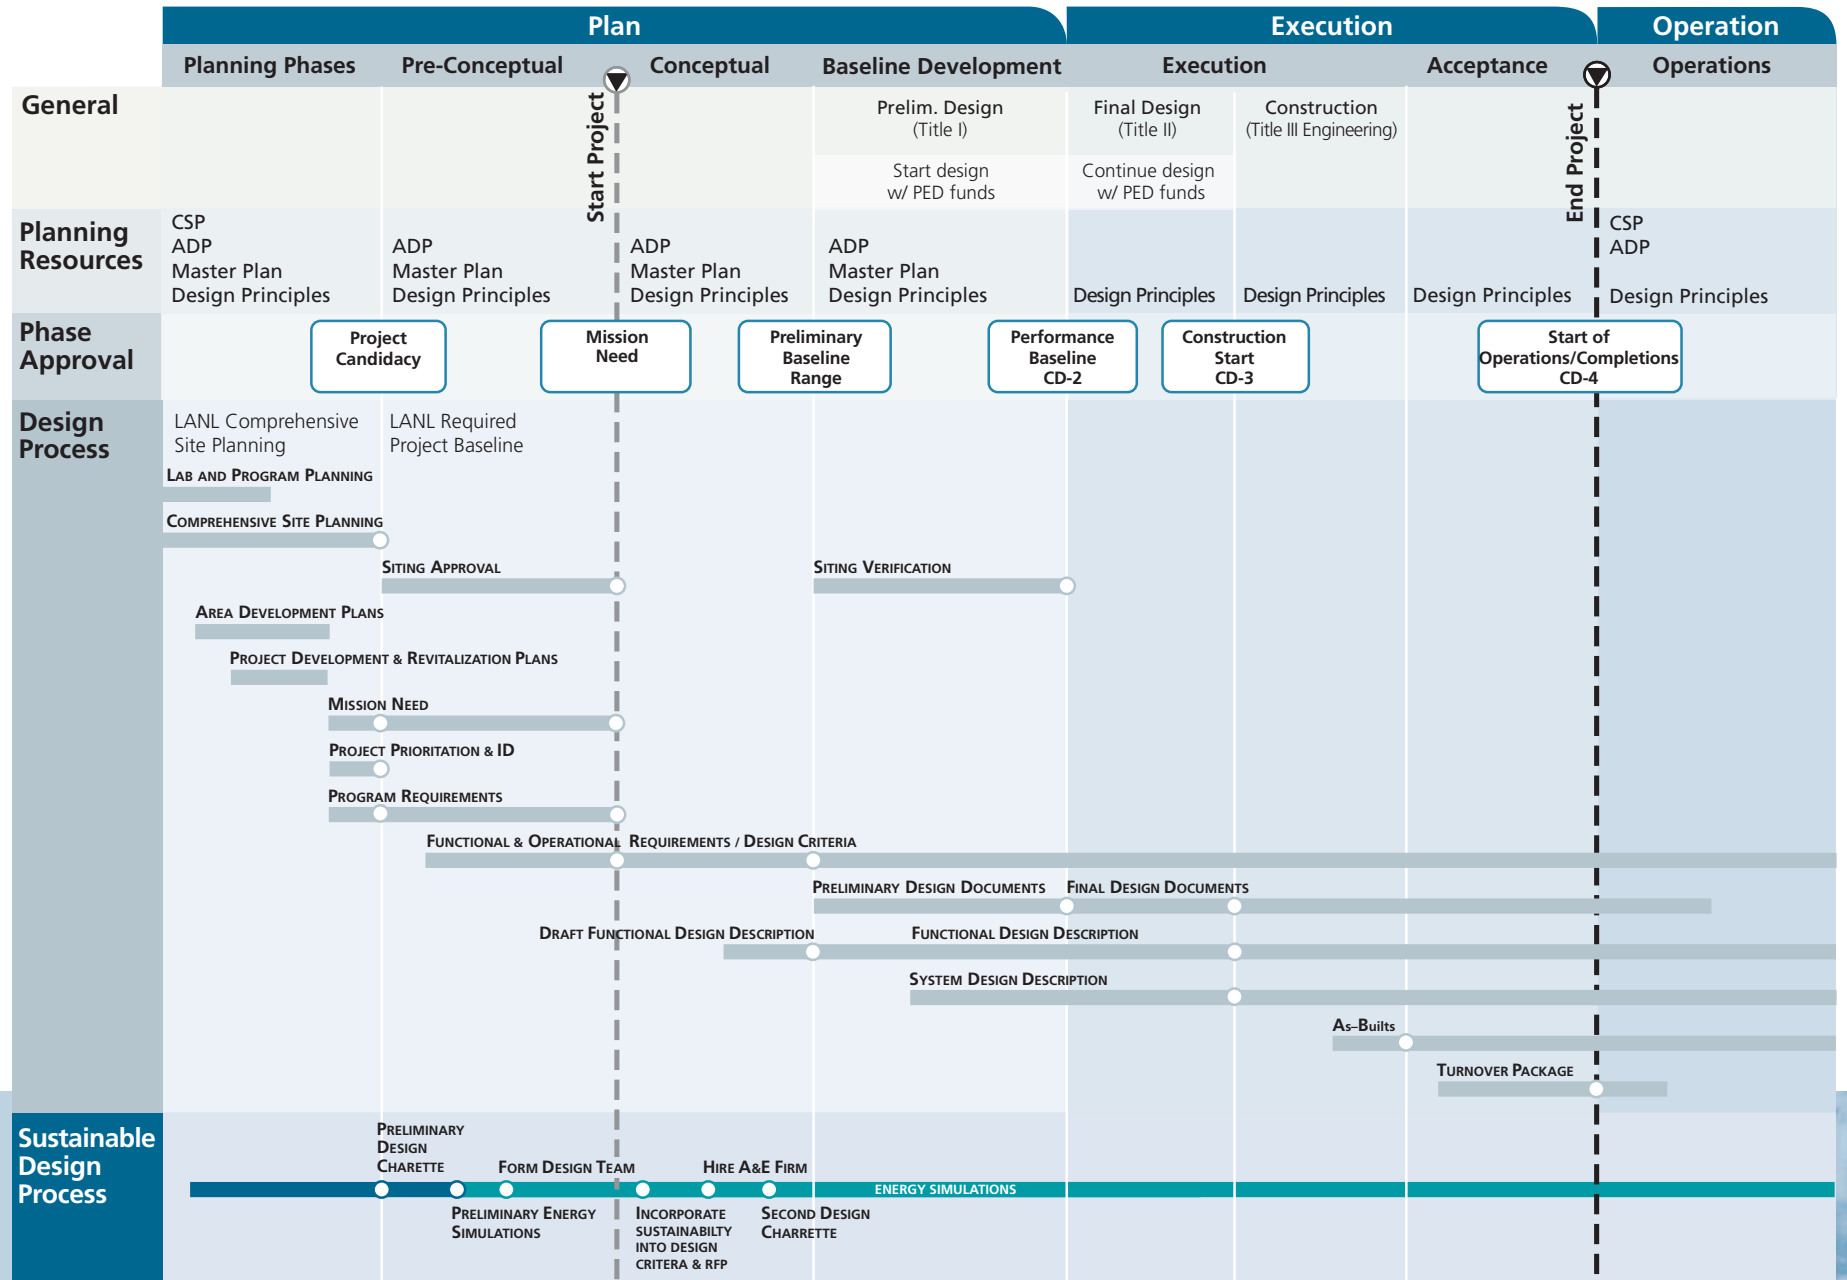 Plan
Execution
Operation
Planning Phases
Pre-Conceptual
Conceptual
Baseline Development
Execution
Acceptance
Operations
General
Start Project
Prelim. Design
(Title I)
Final Design
(Title II)
Construction
(Title III Engineering)
Start design
w/ PED funds
Continue design
w/ PED funds
End Project
Planning
Resources
CSP
ADP
Master Plan
Design Principles
ADP
Master Plan
Design Principles
ADP
Master Plan
Design Principles
ADP
Master Plan
Design Principles
Design Principles
Design Principles
Design Principles
CSP
ADP
Design Principles
Phase
Approval
Project
Candidacy
Mission
Need
Preliminary
Baseline
Range
Performance
Baseline
CD-2
Construction
Start
CD-3
Start of
Operations/Completions
CD-4
Design
Process
LANL Comprehensive
Site Planning
LANL Required
Project Baseline
LAB AND PROGRAM PLANNING
COMPREHENSIVE SITE PLANNING
SITING APPROVAL
SITING VERIFICATION
AREA DEVELOPMENT PLANS
PROJECT DEVELOPMENT & REVITALIZATION PLANS
MISSION NEED
PROJECT PRIORITATION & ID
PROGRAM REQUIREMENTS
FUNCTIONAL & OPERATIONAL REQUIREMENTS / DESIGN CRITERIA
PRELIMINARY DESIGN DOCUMENTS
FINAL DESIGN DOCUMENTS
DRAFT FUNCTIONAL DESIGN DESCRIPTION
FUNCTIONAL DESIGN DESCRIPTION
SYSTEM DESIGN DESCRIPTION
As–Builts
TURNOVER PACKAGE
Sustainable
Design
Process
PRELIMINARY
DESIGN
CHARETTE
FORM DESIGN TEAM
HIRE A&E FIRM
ENERGY SIMULATIONS
PRELIMINARY ENERGY
SIMULATIONS
INCORPORATE
SUSTAINABILTY
INTO DESIGN
CRITERA & RFP
SECOND DESIGN
CHARRETTE